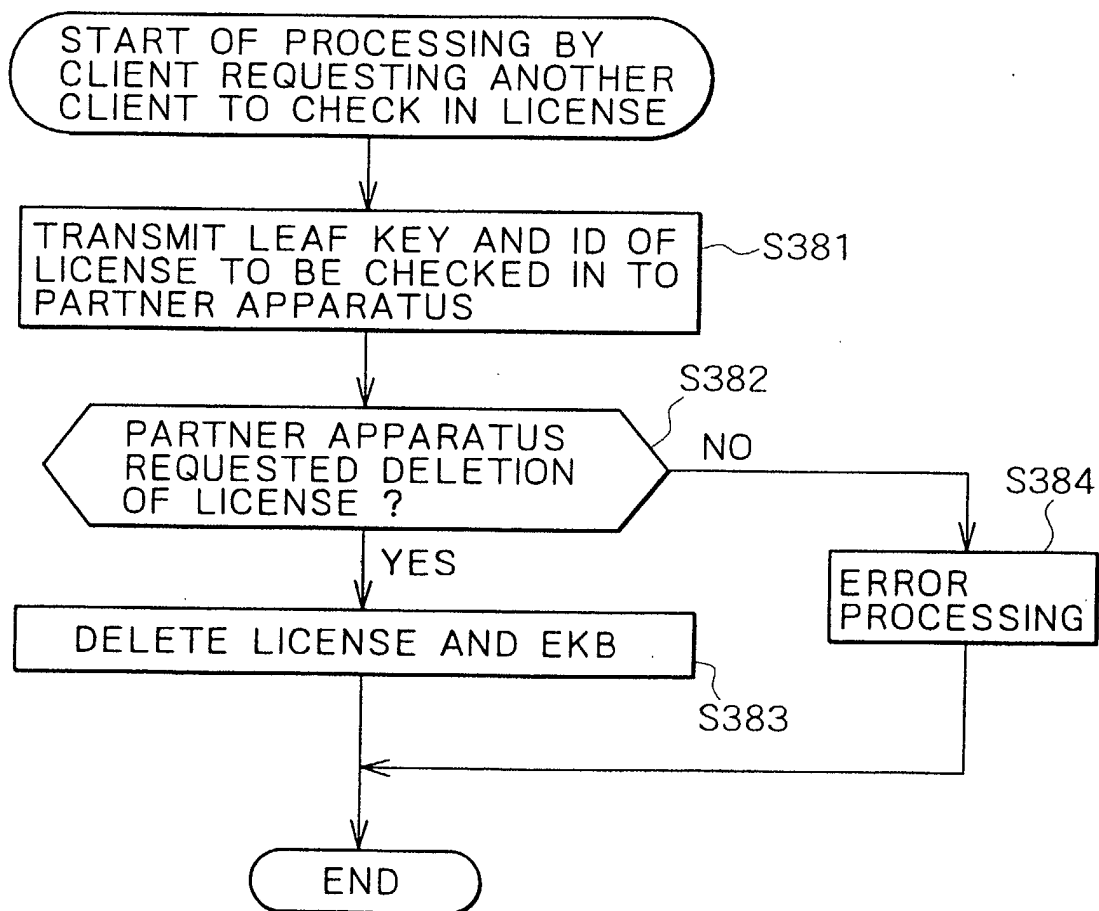 START OF PROCESSING BY
CLIENT REQUESTING ANOTHER
CLIENT TO CHECK IN LICENSE
TRANSMIT LEAF KEY AND ID OF
LICENSE TO BE CHECKED IN TO
PARTNER APPARATUS
S381
S382
PARTNER APPARATUS
REQUESTED DELETION
OF LICENSE ?
NO
S384
YES
ERROR
PROCESSING
DELETE LICENSE AND EKB
S383
END